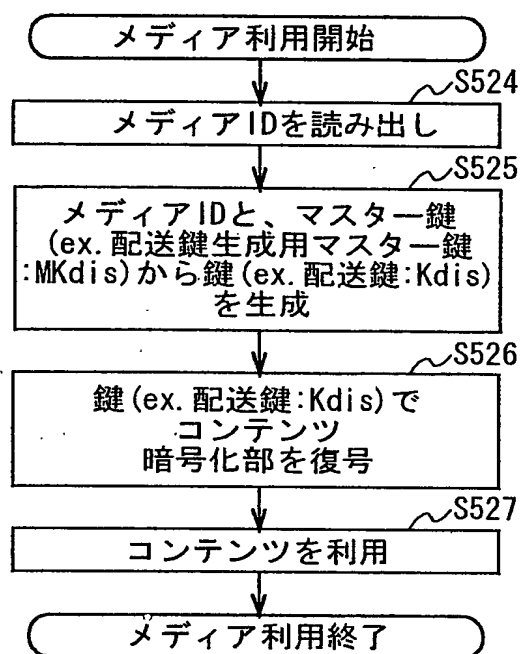 メディア利用開始
S524
メディアIDを読み出し
S525
メディアIDと、マスター鍵
(ex.配送鍵生成用マスター鍵
:MKdis)から鍵(ex.配送鍵:Kdis)
を生成
S526
鍵(ex.配送鍵:Kdis)で
コンテンツ
暗号化部を復号
S527
コンテンツを利用
メディア利用終了